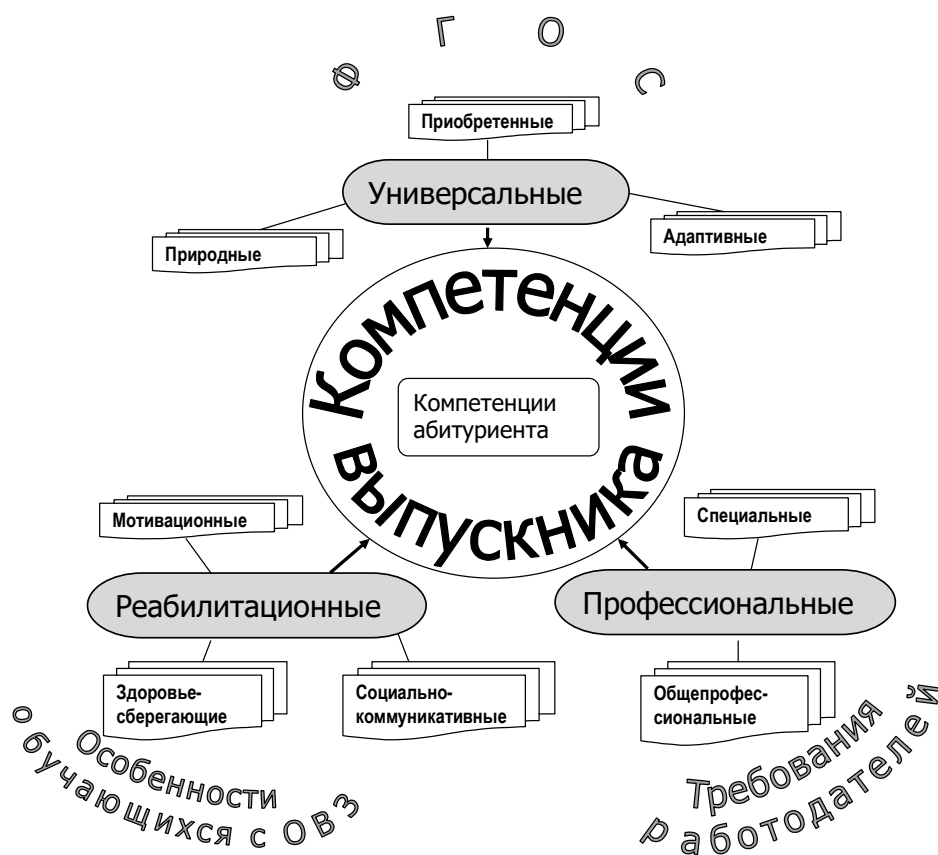 ФГОС
Приобретенные
Универсальные
Природные
Адаптивные
Компетенции
выпускника
Компетенции
абитуриента
Мотивационные
Специальные
Реабилитационные
Профессиональные
Здоровье-
сберегающие
Социально-
коммуникативные
Общепрофес-
сиональные
Особенности
обучающихся с ОВЗ
Требования
работодателей